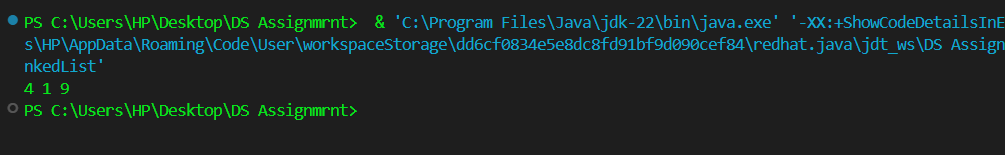 PS C:\Users\HP\Desktop\DS Assignmrnt>  & 'C:\Program Files\Java\jdk-22\bin\java.exe' '-XX:+ShowCodeDetailsInE
s\HP\AppData\Roaming\Code\User\workspaceStorage\dd6cf0834e5e8dc8fd91bf9d090cef84\redhat.java\jdt_ws\DS Assign
nkedList'
4 1 9
PS C:\Users\HP\Desktop\DS Assignmrnt>